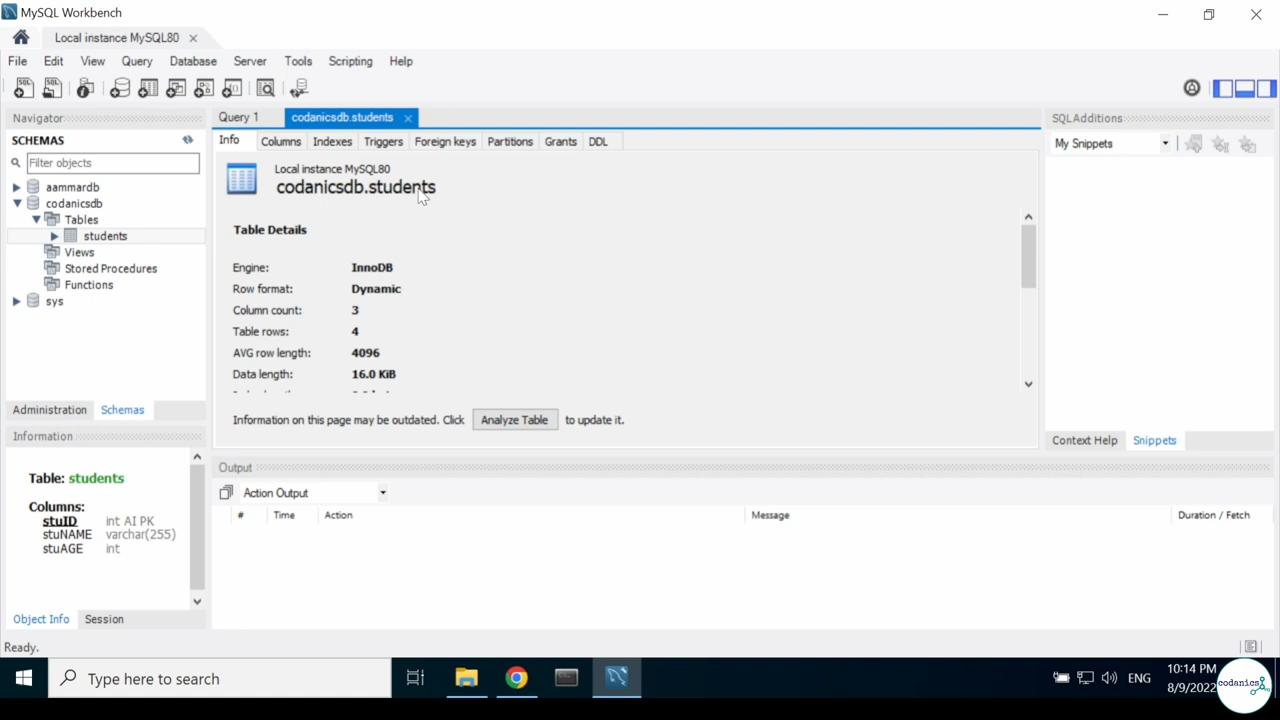 MySQL Workbench
Local instance MySQL80
File Edit View Query Database Server Tools Scripting Help
Navigator
SCHEMAS
Filter objects
aammardb
codanicsdb
Tables
students
Views
Stored Procedures
Functions
sys
Administration Schemas
Information
Table: students
Columns:
stuID int AI PK
stuNAME varchar(255)
stuAGE int
Object Info Session
Query 1 codanicsdb.students
Info Columns Indexes Triggers Foreign keys Partitions Grants DDL
Local instance MySQL80
codanicsdb.students
Table Details
Engine: InnoDB
Row format: Dynamic
Column count: 3
Table rows: 4
AVG row length: 4096
Data length: 16.0 KiB
Information on this page may be outdated. Click Analyze Table to update it.
SQLAdditions
My Snippets
Context Help Snippets
Output
Action Output
# Time Action Message Duration / Fetch
Ready.
Type here to search
ENG
10:14 PM
8/9/2022
codanics